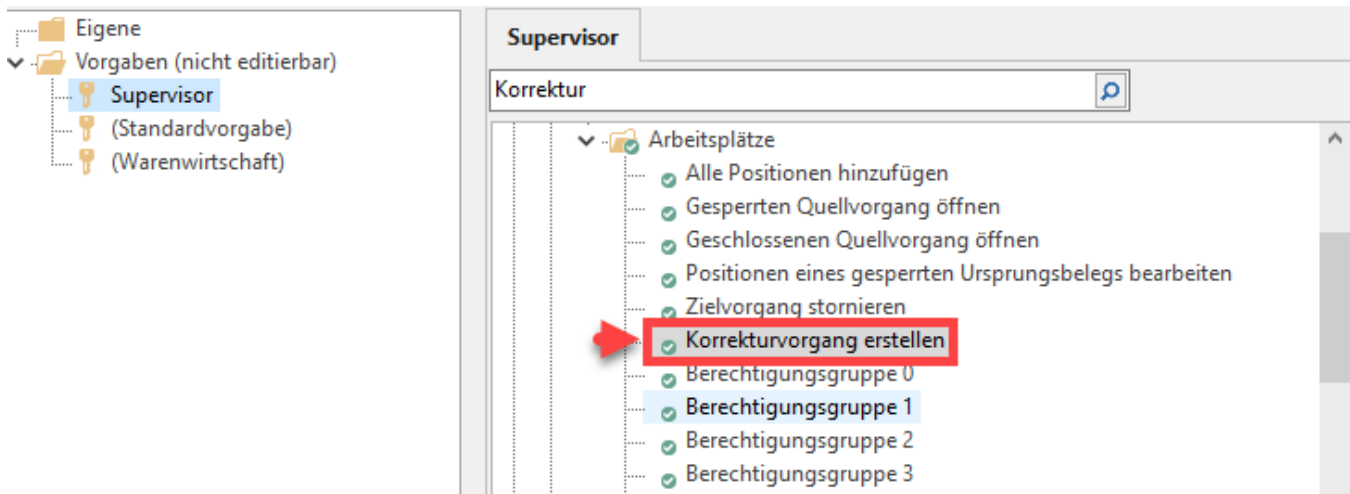 Eigene
Vorgaben (nicht editierbar)
Supervisor
(Standardvorgabe)
(Warenwirtschaft)
Supervisor
Korrektur
Arbeitsplätze
Alle Positionen hinzufügen
Gesperrten Quellvorgang öffnen
Geschlossenen Quellvorgang öffnen
Positionen eines gesperrten Ursprungsbelegs bearbeiten
Zielvorgang stornieren
Korrekturvorgang erstellen
Berechtigungsgruppe 0
Berechtigungsgruppe 1
Berechtigungsgruppe 2
Berechtigungsgruppe 3